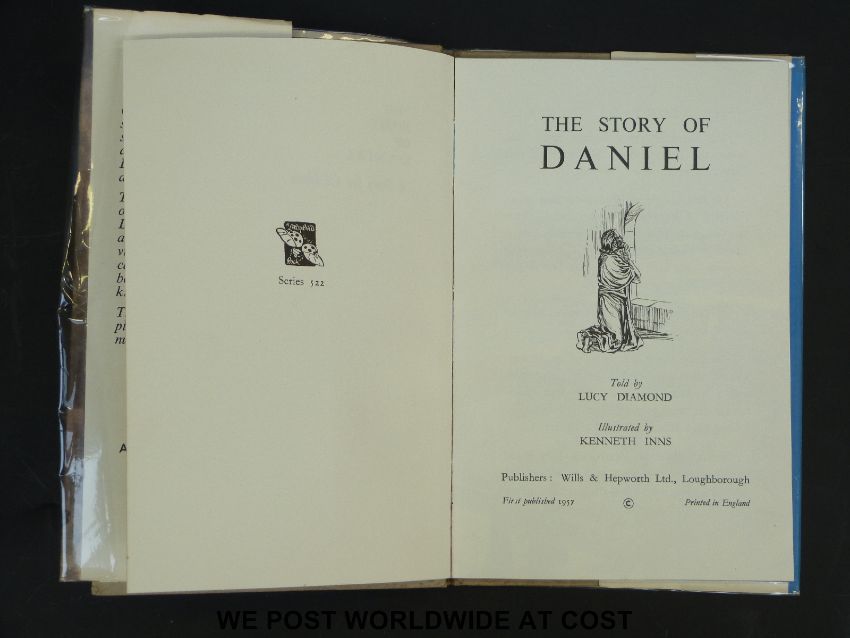 Series 522
THE STORY OF
DANIEL
Told by
LUCY DIAMOND
Illustrated by
KENNETH INNS
Publishers: Wills & Hepworth Ltd., Loughborough
First published 1957 © Printed in England
WE POST WORLDWIDE AT COST